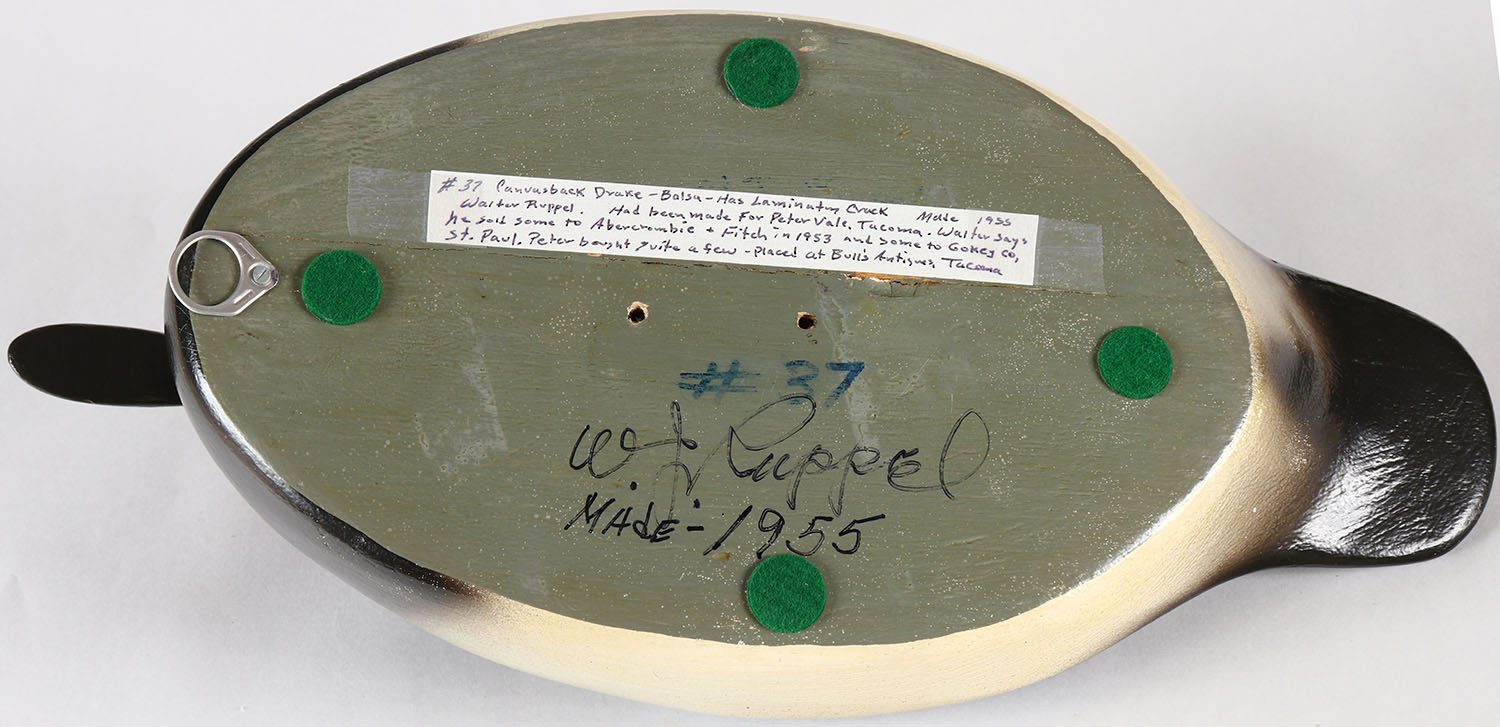 #37 Canvasback Drake - Balsa - Has Laminatng Crack Made 1955
Walter Ruppel. Had been made For Peter Vale, Tacoma. Walter says
he sold some to Abercrombie + Fitch in 1953 and some to Gokey Co,
St. Paul. Peter bought quite a few - placed at Bull's Antiques, Tacoma
# 37
W. J. Ruppel
MAdE - 1955